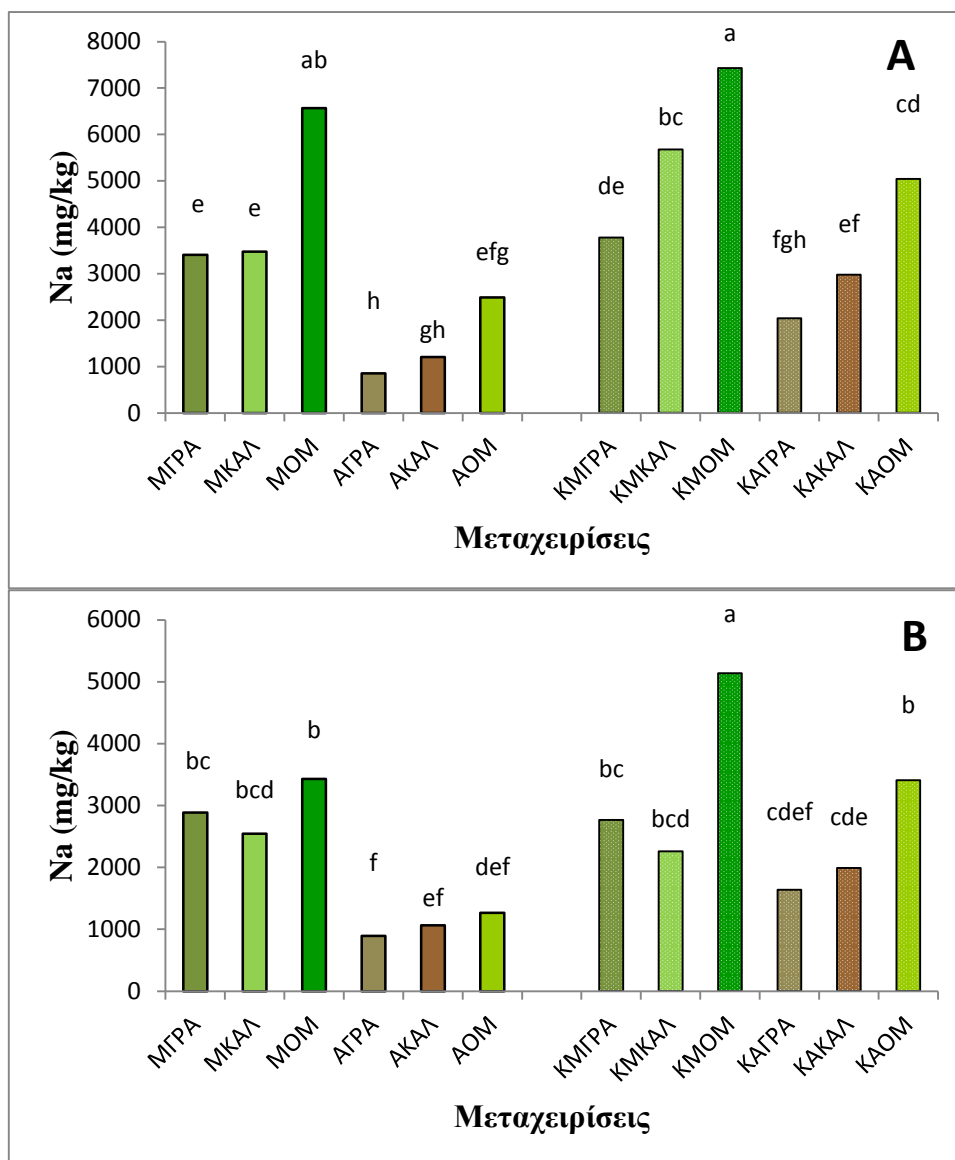 A
Na (mg/kg)
8000
7000
6000
5000
4000
3000
2000
1000
0
e
e
ab
h
gh
efg
de
bc
a
fgh
ef
cd
ΜΓΡΑ
ΜΚΑΛ
ΜΟΜ
ΑΓΡΑ
ΑΚΑΛ
ΑΟΜ
ΚΜΓΡΑ
ΚΜΚΑΛ
ΚΜΟΜ
ΚΑΓΡΑ
ΚΑΚΑΛ
ΚΑΟΜ
Μεταχειρίσεις
B
Na (mg/kg)
6000
5000
4000
3000
2000
1000
0
bc
bcd
b
f
ef
def
bc
bcd
a
cdef
cde
b
ΜΓΡΑ
ΜΚΑΛ
ΜΟΜ
ΑΓΡΑ
ΑΚΑΛ
ΑΟΜ
ΚΜΓΡΑ
ΚΜΚΑΛ
ΚΜΟΜ
ΚΑΓΡΑ
ΚΑΚΑΛ
ΚΑΟΜ
Μεταχειρίσεις